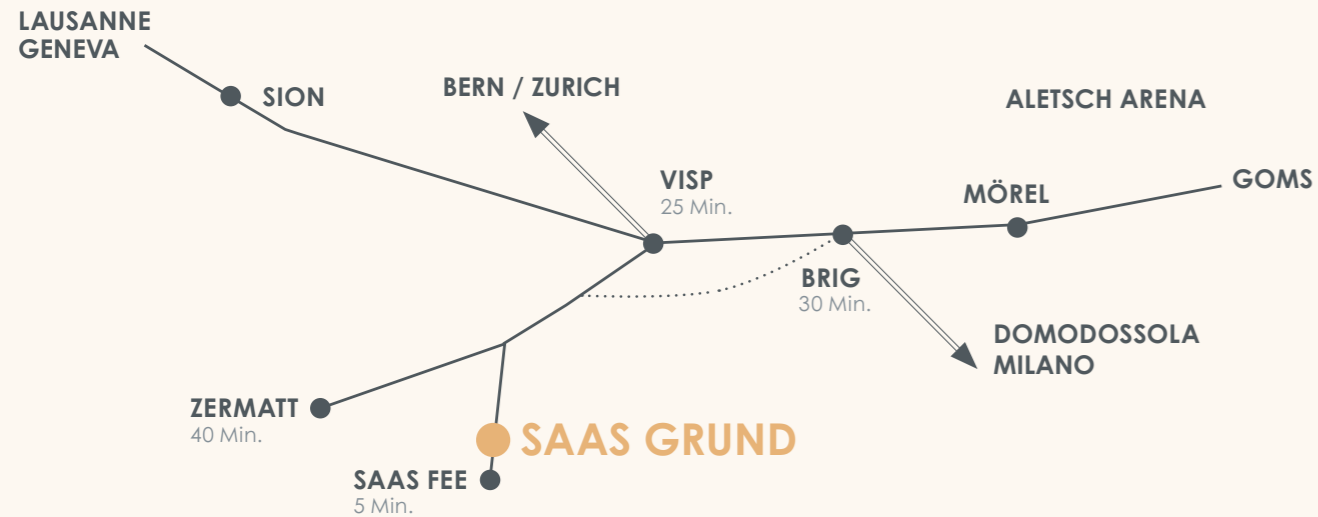 LAUSANNE
GENEVA
SION
BERN / ZURICH
ALETSCH ARENA
VISP
25 Min.
MÖREL
GOMS
BRIG
30 Min.
DOMODOSSOLA
MILANO
ZERMATT
40 Min.
SAAS GRUND
SAAS FEE
5 Min.